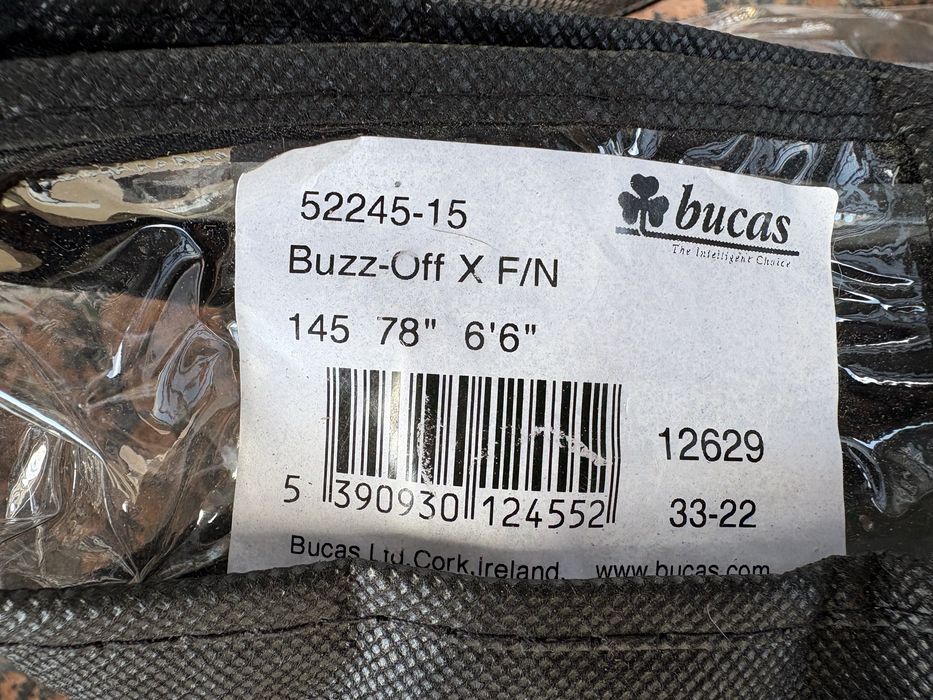 52245-15
bucas
The Intelligent Choice
Buzz-Off X F/N
145 78" 6'6"
12629
5 390930 124552
33-22
Bucas Ltd.Cork,Ireland. www.bucas.com